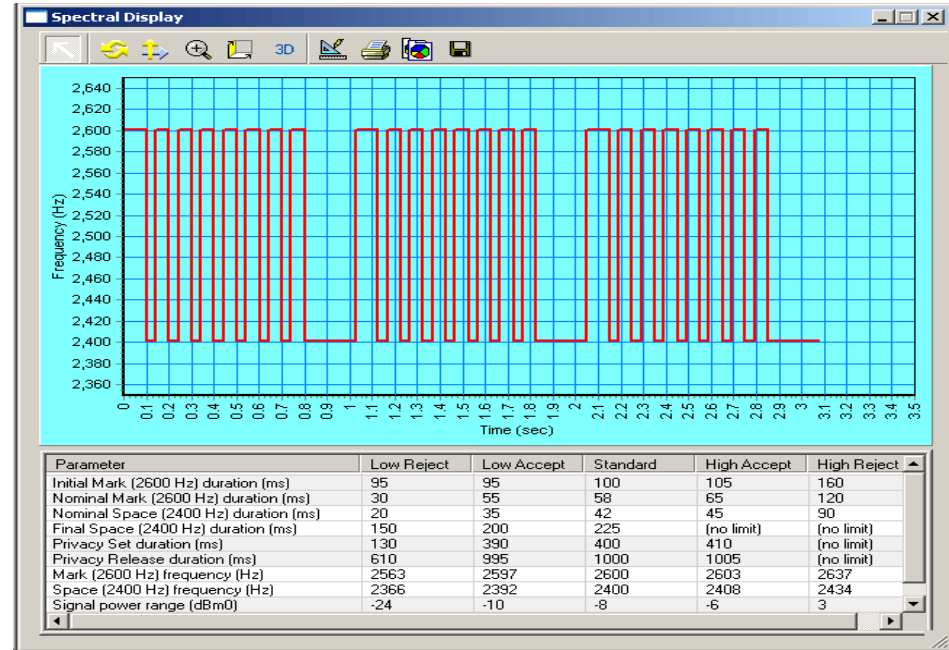 Spectral Display
3D
2,640
2,620
2,600
2,580
2,560
2,540
2,520
2,500
2,480
2,460
2,440
2,420
2,400
2,380
2,360
Frequency (Hz)
0 0.1 0.2 0.3 0.4 0.5 0.6 0.7 0.8 0.9 1 1.1 1.2 1.3 1.4 1.5 1.6 1.7 1.8 1.9 2 2.1 2.2 2.3 2.4 2.5 2.6 2.7 2.8 2.9 3 3.1 3.2 3.3 3.4 3.5
Time (sec)
Parameter Low Reject Low Accept Standard High Accept High Reject
Initial Mark (2600 Hz) duration (ms) 95 95 100 105 160
Nominal Mark (2600 Hz) duration (ms) 30 55 58 65 120
Nominal Space (2400 Hz) duration (ms) 20 35 42 45 90
Final Space (2400 Hz) duration (ms) 150 200 225 (no limit) (no limit)
Privacy Set duration (ms) 130 390 400 410 (no limit)
Privacy Release duration (ms) 610 995 1000 1005 (no limit)
Mark (2600 Hz) frequency (Hz) 2563 2597 2600 2603 2637
Space (2400 Hz) frequency (Hz) 2366 2392 2400 2408 2434
Signal power range (dBm0) -24 -10 -8 -6 3